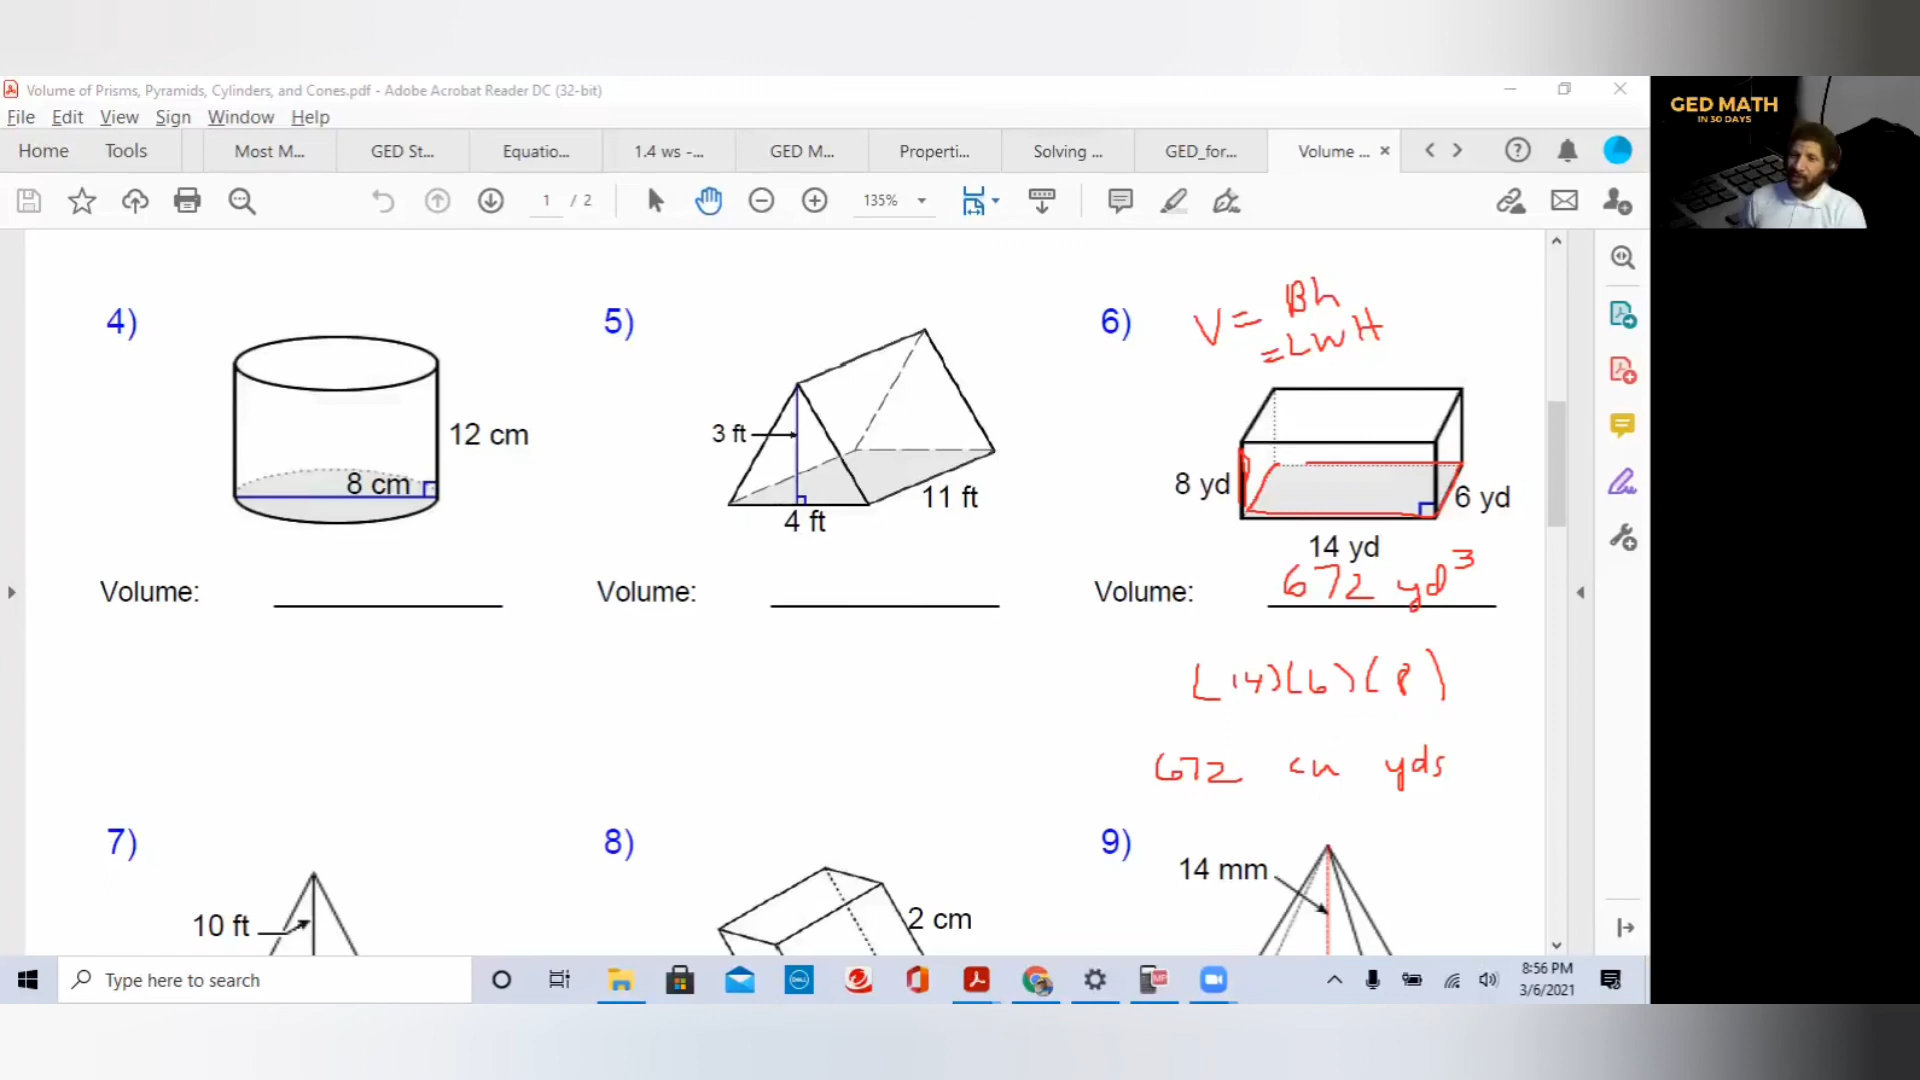 Volume of Prisms, Pyramids, Cylinders, and Cones.pdf - Adobe Acrobat Reader DC (32-bit)
GED MATH
IN 30 DAYS
File Edit View Sign Window Help
Home Tools Most M... GED St... Equatio... 1.4 ws -... GED M... Properti... Solving ... GED_for... Volume ...
1 / 2 135%
4) 5) 6)
V = Bh
= LWH
12 cm
8 cm
3 ft
11 ft
4 ft
8 yd
6 yd
14 yd
Volume: Volume: Volume: 672 yd³
(14)(6)(8)
672 cu yds
7) 8) 9)
10 ft
2 cm
14 mm
Type here to search
DELL
8:56 PM
3/6/2021